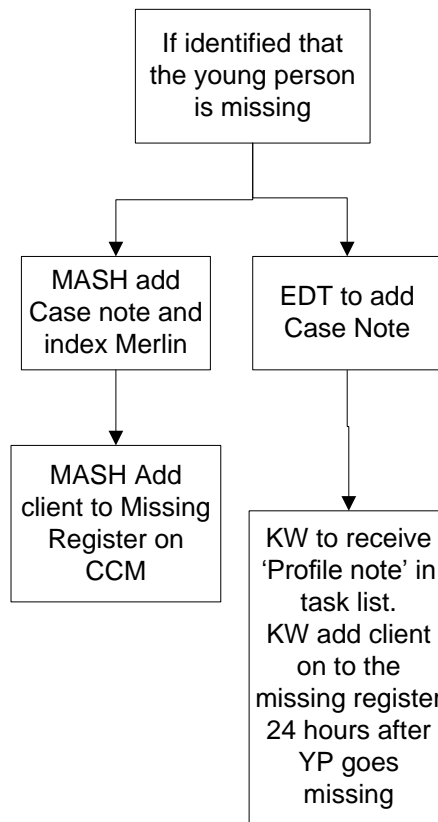 If identified that
the young person
is missing
MASH add
Case note and
index Merlin
EDT to add
Case Note
MASH Add
client to Missing
Register on
CCM
KW to receive
‘Profile note’ in
task list.
KW add client
on to the
missing register
24 hours after
YP goes
missing